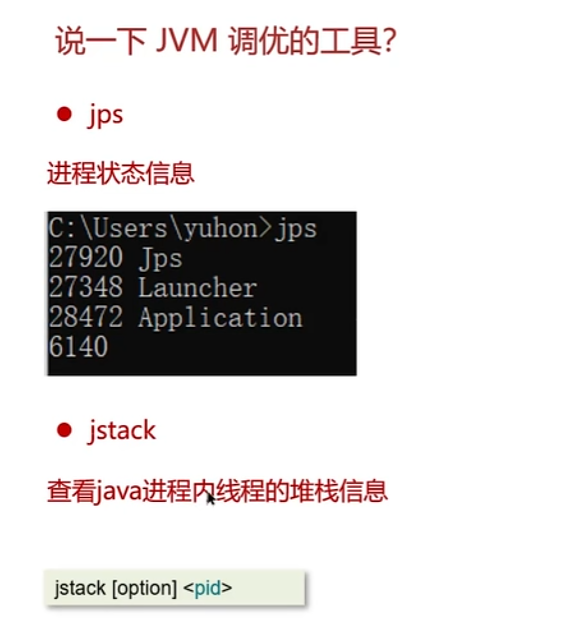 说一下 JVM 调优的工具?
● jps
进程状态信息
C:\Users\yuhon>jps
27920 Jps
27348 Launcher
28472 Application
6140
● jstack
查看java进程内线程的堆栈信息
jstack [option] <pid>